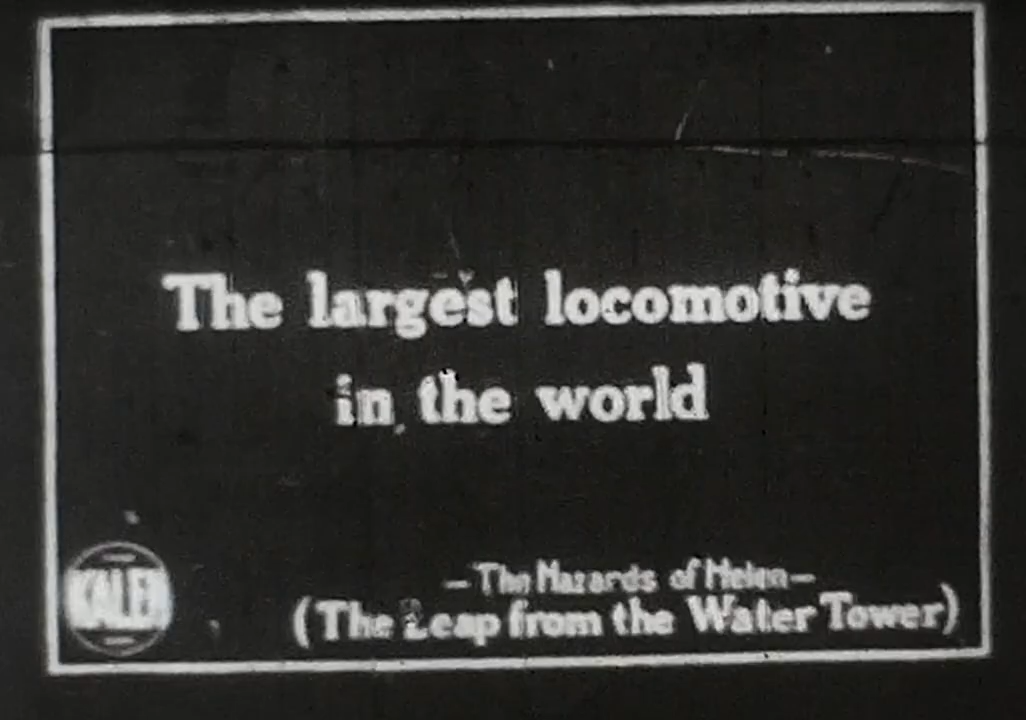 The largest locomotive
in the world
KALEM
—The Hazards of Helen—
(The Leap from the Water Tower)